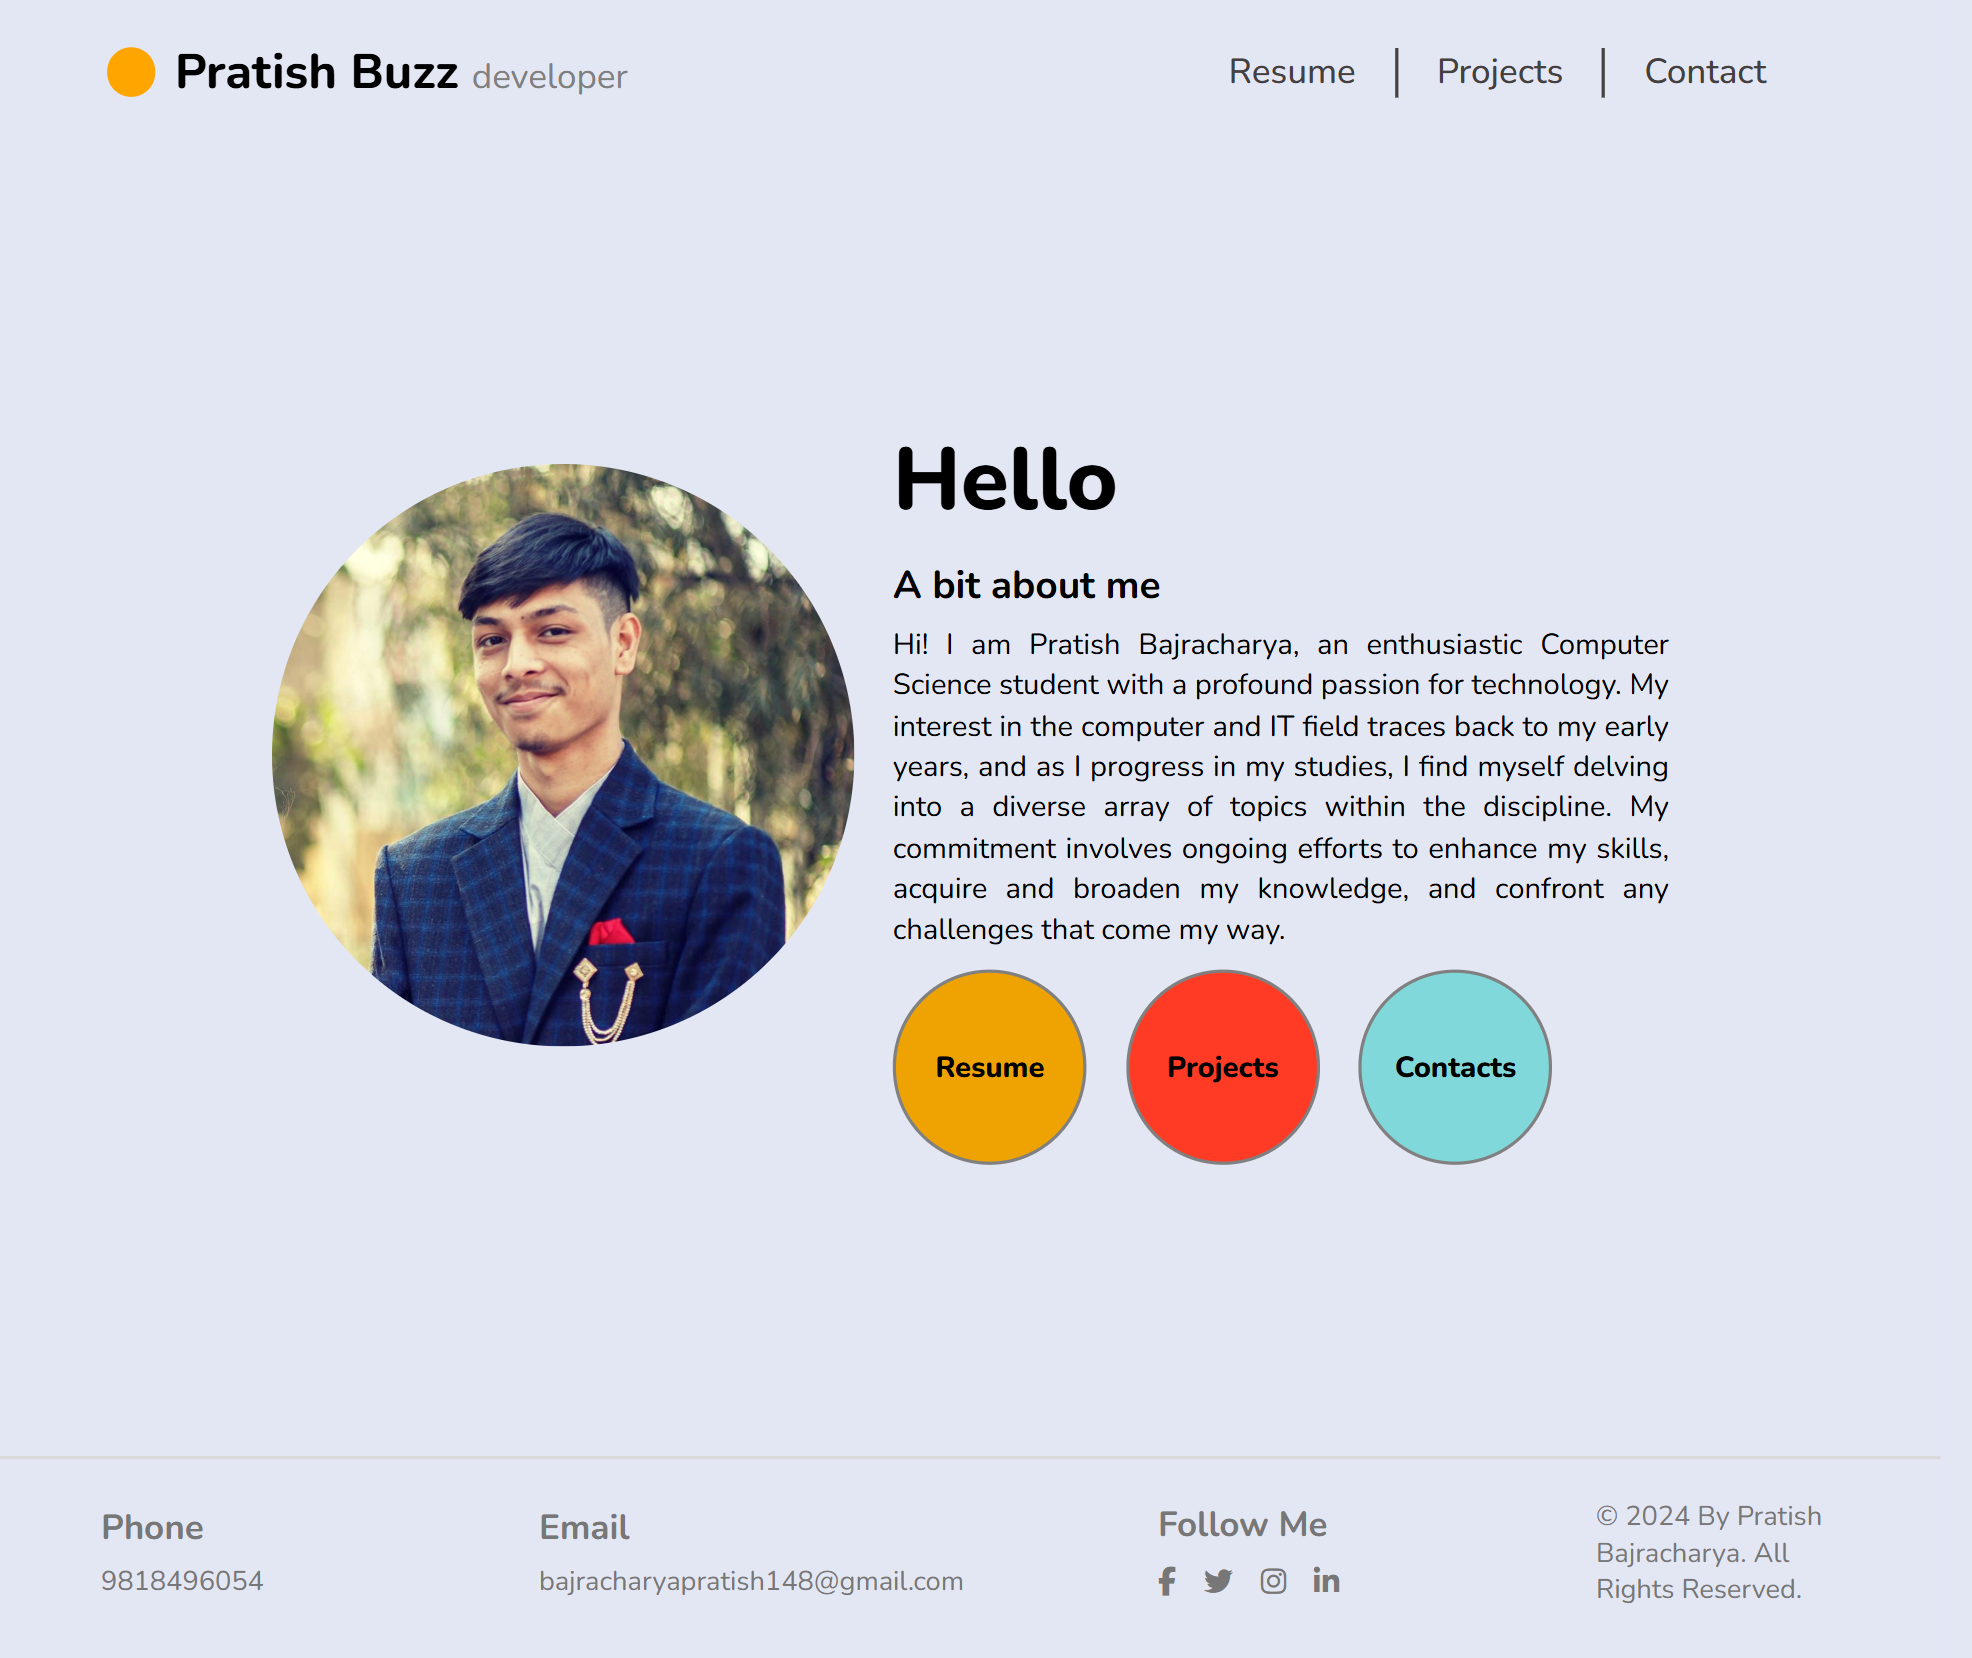 Pratish Buzz developer
Resume
Projects
Contact
Hello
A bit about me
Hi! I am Pratish Bajracharya, an enthusiastic Computer
Science student with a profound passion for technology. My
interest in the computer and IT field traces back to my early
years, and as I progress in my studies, I find myself delving
into a diverse array of topics within the discipline. My
commitment involves ongoing efforts to enhance my skills,
acquire and broaden my knowledge, and confront any
challenges that come my way.
Resume
Projects
Contacts
Phone
9818496054
Email
bajracharyapratish148@gmail.com
Follow Me
© 2024 By Pratish
Bajracharya. All
Rights Reserved.